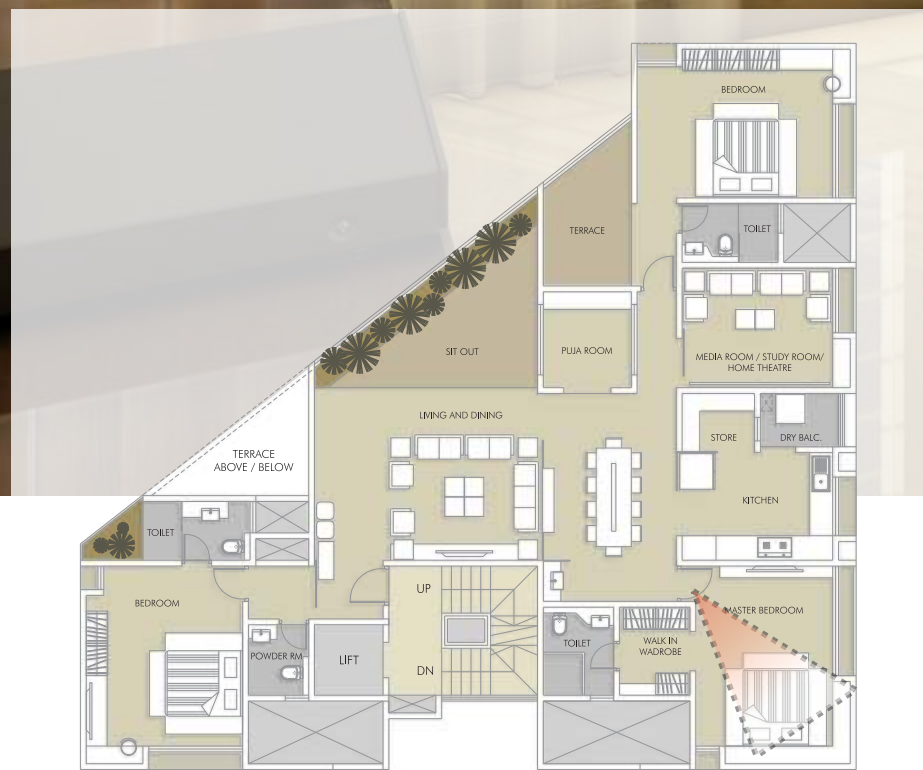 BEDROOM
TERRACE
TOILET
SIT OUT
PUJA ROOM
MEDIA ROOM / STUDY ROOM/
HOME THEATRE
LIVING AND DINING
STORE
DRY BALC.
TERRACE
ABOVE / BELOW
KITCHEN
TOILET
UP
BEDROOM
MASTER BEDROOM
TOILET
WALK IN
WADROBE
POWDER RM
LIFT
DN